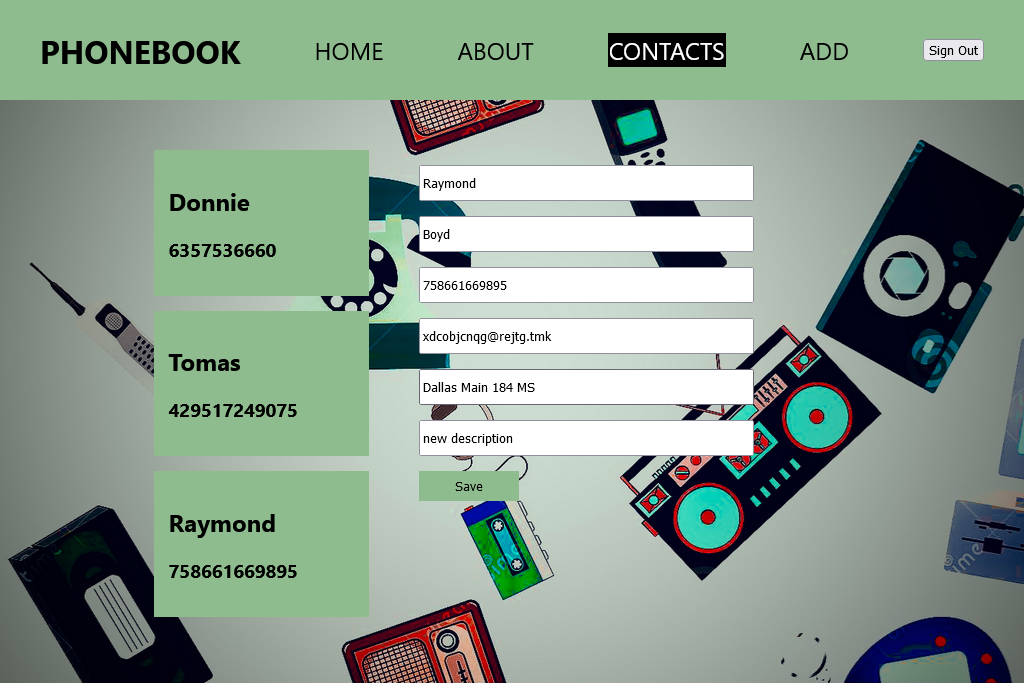 PHONEBOOK
HOME
ABOUT
CONTACTS
ADD
Sign Out
Donnie
6357536660
Tomas
429517249075
Raymond
758661669895
Raymond
Boyd
758661669895
xdcobjcnqg@rejtg.tmk
Dallas Main 184 MS
new description
Save